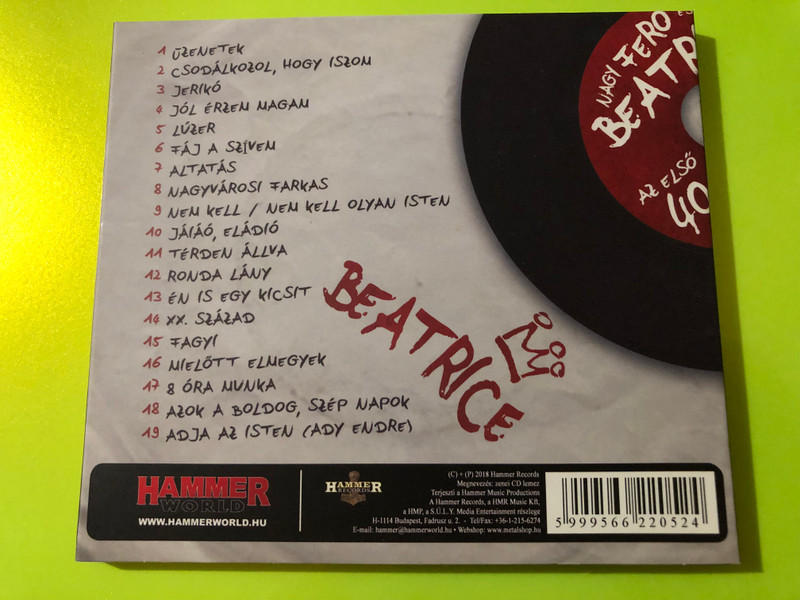 1 ÜZENETEK
2 CSODÁLKOZOL, HOGY ISZOM
3 JERIKÓ
4 JÓL ÉRZEM MAGAM
5 LÚZER
6 FÁJ A SZÍVEM
7 ALTATÁS
8 NAGYVÁROSI FARKAS
9 NEM KELL / NEM KELL OLYAN ISTEN
10 JÁIÁÓ, ELÁDIÓ
11 TÉRDEN ÁLLVA
12 RONDA LÁNY
13 ÉN IS EGY KICSIT
14 XX. SZÁZAD
15 FAGYI
16 MIELŐTT ELMEGYEK
17 8 ÓRA MUNKA
18 AZOK A BOLDOG, SZÉP NAPOK
19 ADJA AZ ISTEN (ADY ENDRE)
NAGY FERO
BEATR
AZ ELSŐ
40
BEATRICE
HAMMER
WORLD
WWW.HAMMERWORLD.HU
HAMMER
RECORDS
(C) + (P) 2018 Hammer Records
Megnevezés: zenei CD lemez
Terjeszti a Hammer Music Productions
A Hammer Records, a HMR Music Kft,
a HMP, a S.Ú.L.Y. Media Entertainment részlege
H-1114 Budapest, Fadrusz u. 2. - Tel/Fax: +36-1-215-6274
E-mail: hammer@hammerworld.hu • Webshop: www.metalshop.hu
5 999566 220524